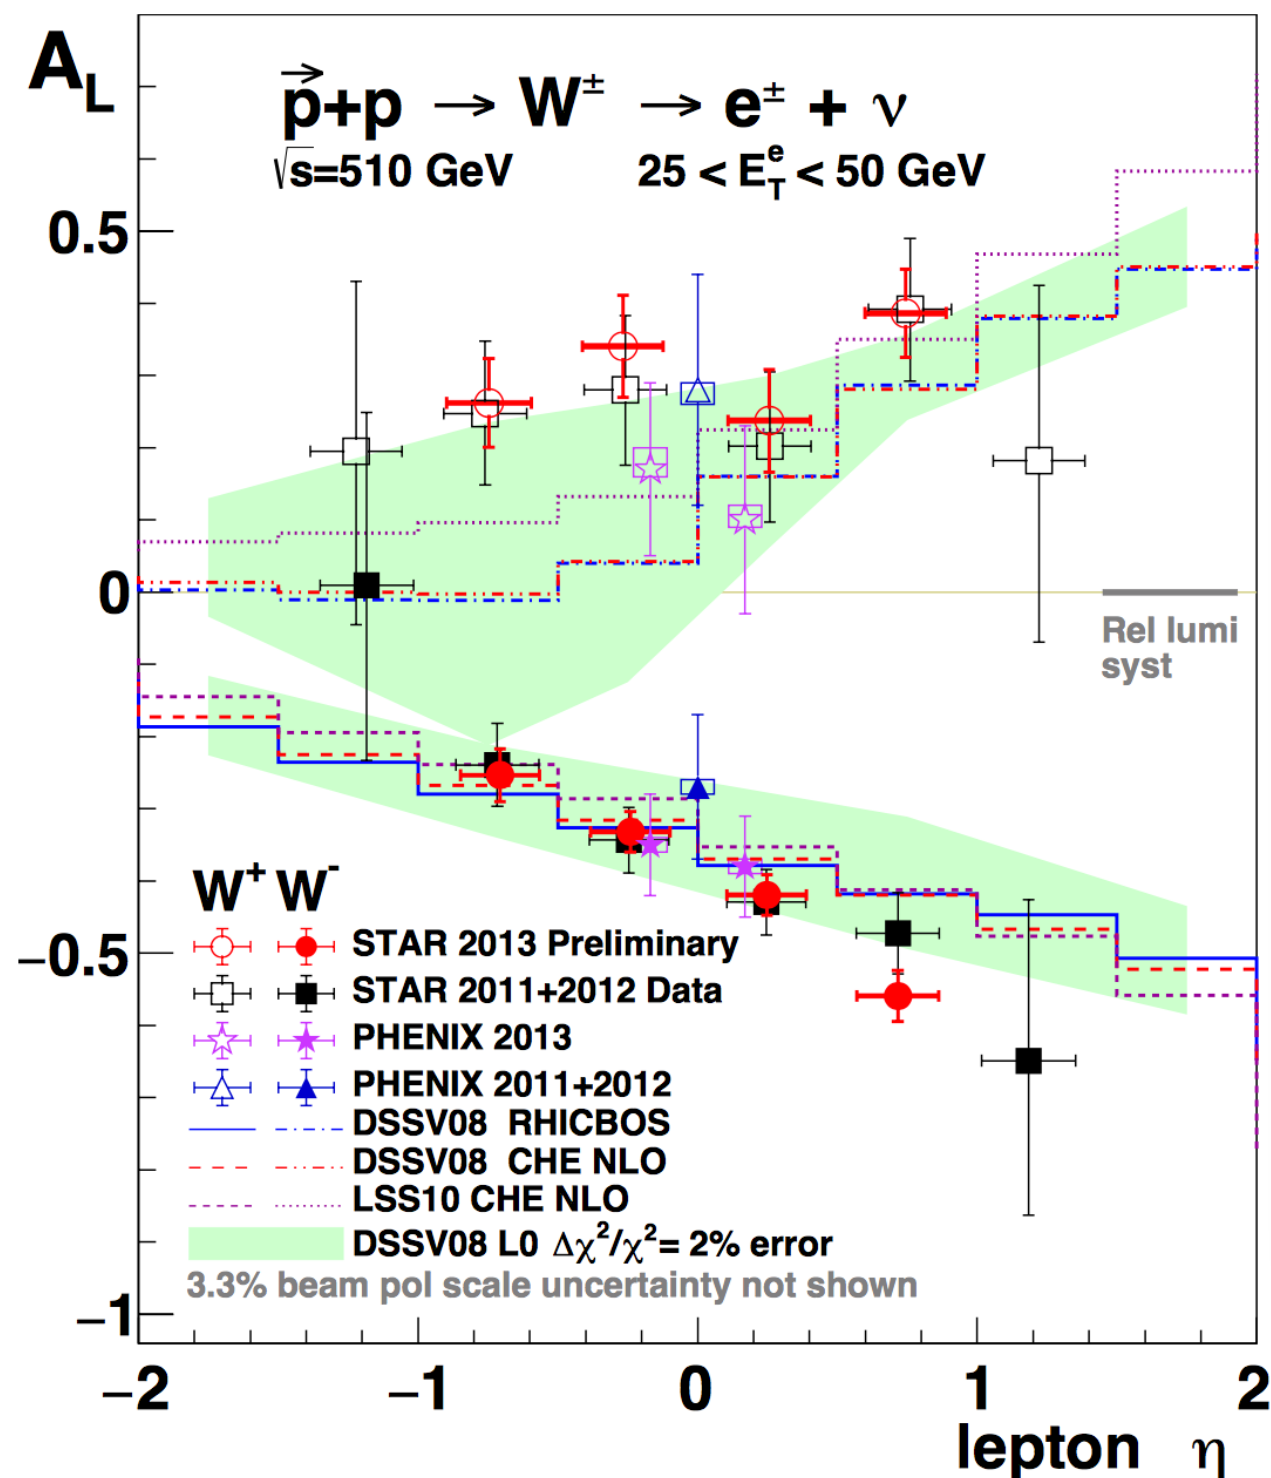 A_L
p+p → W^± → e^± + ν
√s=510 GeV 25 < E_T^e < 50 GeV
0.5
0
Rel lumi
syst
−0.5
W^+ W^-
STAR 2013 Preliminary
STAR 2011+2012 Data
PHENIX 2013
PHENIX 2011+2012
DSSV08 RHICBOS
DSSV08 CHE NLO
LSS10 CHE NLO
DSSV08 L0 Δχ²/χ²= 2% error
3.3% beam pol scale uncertainty not shown
−1
−2 −1 0 1 2
lepton η